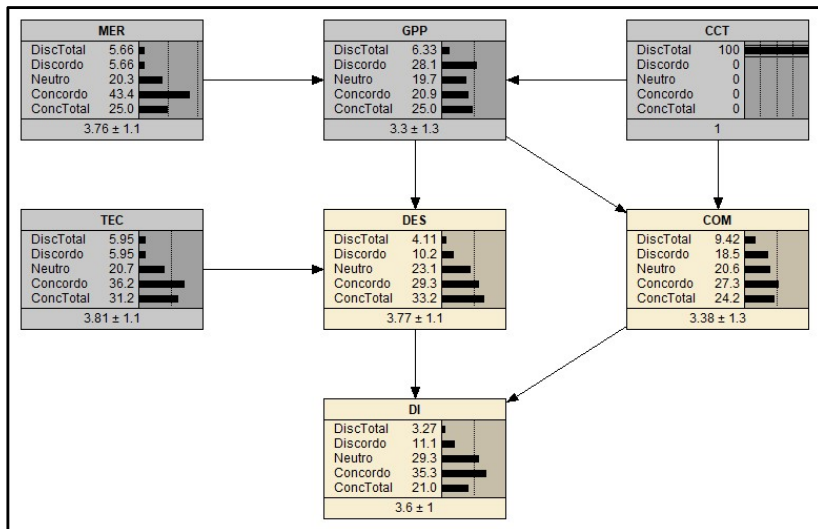 MER
DiscTotal 5.66
Discordo 5.66
Neutro 20.3
Concordo 43.4
ConcTotal 25.0
3.76 ± 1.1
GPP
DiscTotal 6.33
Discordo 28.1
Neutro 19.7
Concordo 20.9
ConcTotal 25.0
3.3 ± 1.3
CCT
DiscTotal 100
Discordo 0
Neutro 0
Concordo 0
ConcTotal 0
1
TEC
DiscTotal 5.95
Discordo 5.95
Neutro 20.7
Concordo 36.2
ConcTotal 31.2
3.81 ± 1.1
DES
DiscTotal 4.11
Discordo 10.2
Neutro 23.1
Concordo 29.3
ConcTotal 33.2
3.77 ± 1.1
COM
DiscTotal 9.42
Discordo 18.5
Neutro 20.6
Concordo 27.3
ConcTotal 24.2
3.38 ± 1.3
DI
DiscTotal 3.27
Discordo 11.1
Neutro 29.3
Concordo 35.3
ConcTotal 21.0
3.6 ± 1